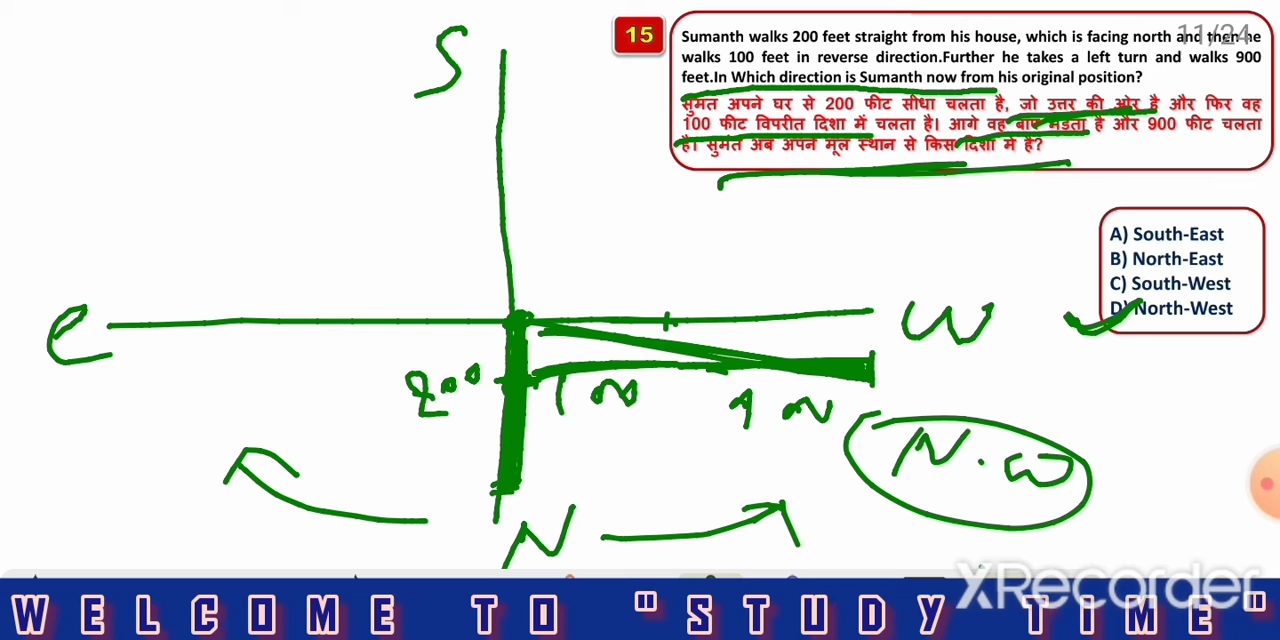 15
11/24
Sumanth walks 200 feet straight from his house, which is facing north and then he
walks 100 feet in reverse direction.Further he takes a left turn and walks 900
feet.In Which direction is Sumanth now from his original position?
सुमंत अपने घर से 200 फीट सीधा चलता है, जो उत्तर की ओर है और फिर वह
100 फीट विपरीत दिशा में चलता है। आगे वह बाएं मुड़ता है और 900 फीट चलता
है। सुमंत अब अपने मूल स्थान से किस दिशा में है?
A) South-East
B) North-East
C) South-West
D) North-West
S
E
W
200
100
900
N.W
N
XRecorder
WELCOME TO "STUDY TIME"